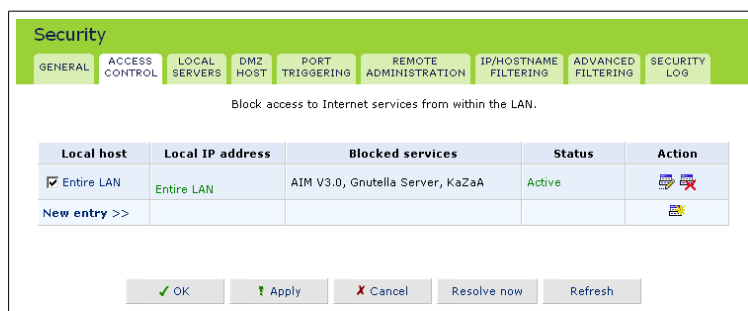 Security
GENERAL
ACCESS CONTROL
LOCAL SERVERS
DMZ HOST
PORT TRIGGERING
REMOTE ADMINISTRATION
IP/HOSTNAME FILTERING
ADVANCED FILTERING
SECURITY LOG
Block access to Internet services from within the LAN.
Local host Local IP address Blocked services Status Action
Entire LAN Entire LAN AIM V3.0, Gnutella Server, KaZaA Active
New entry >>
OK Apply Cancel Resolve now Refresh